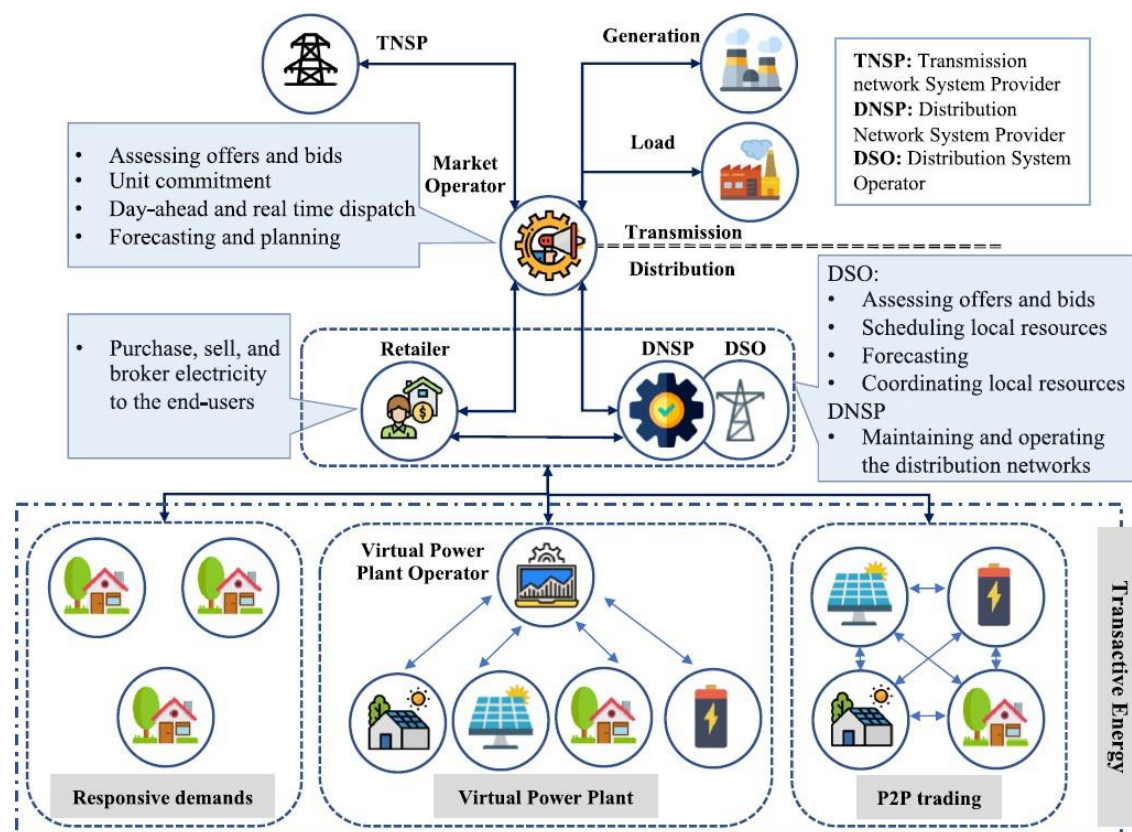 TNSP
Generation
TNSP: Transmission
network System Provider
DNSP: Distribution
Network System Provider
DSO: Distribution System
Operator
• Assessing offers and bids
• Unit commitment
• Day-ahead and real time dispatch
• Forecasting and planning
Market
Operator
Load
Transmission
Distribution
DSO:
• Assessing offers and bids
• Scheduling local resources
• Forecasting
• Coordinating local resources
DNSP
• Maintaining and operating
the distribution networks
• Purchase, sell, and
broker electricity
to the end-users
Retailer
DNSP
DSO
Virtual Power
Plant Operator
Responsive demands
Virtual Power Plant
P2P trading
Transactive Energy